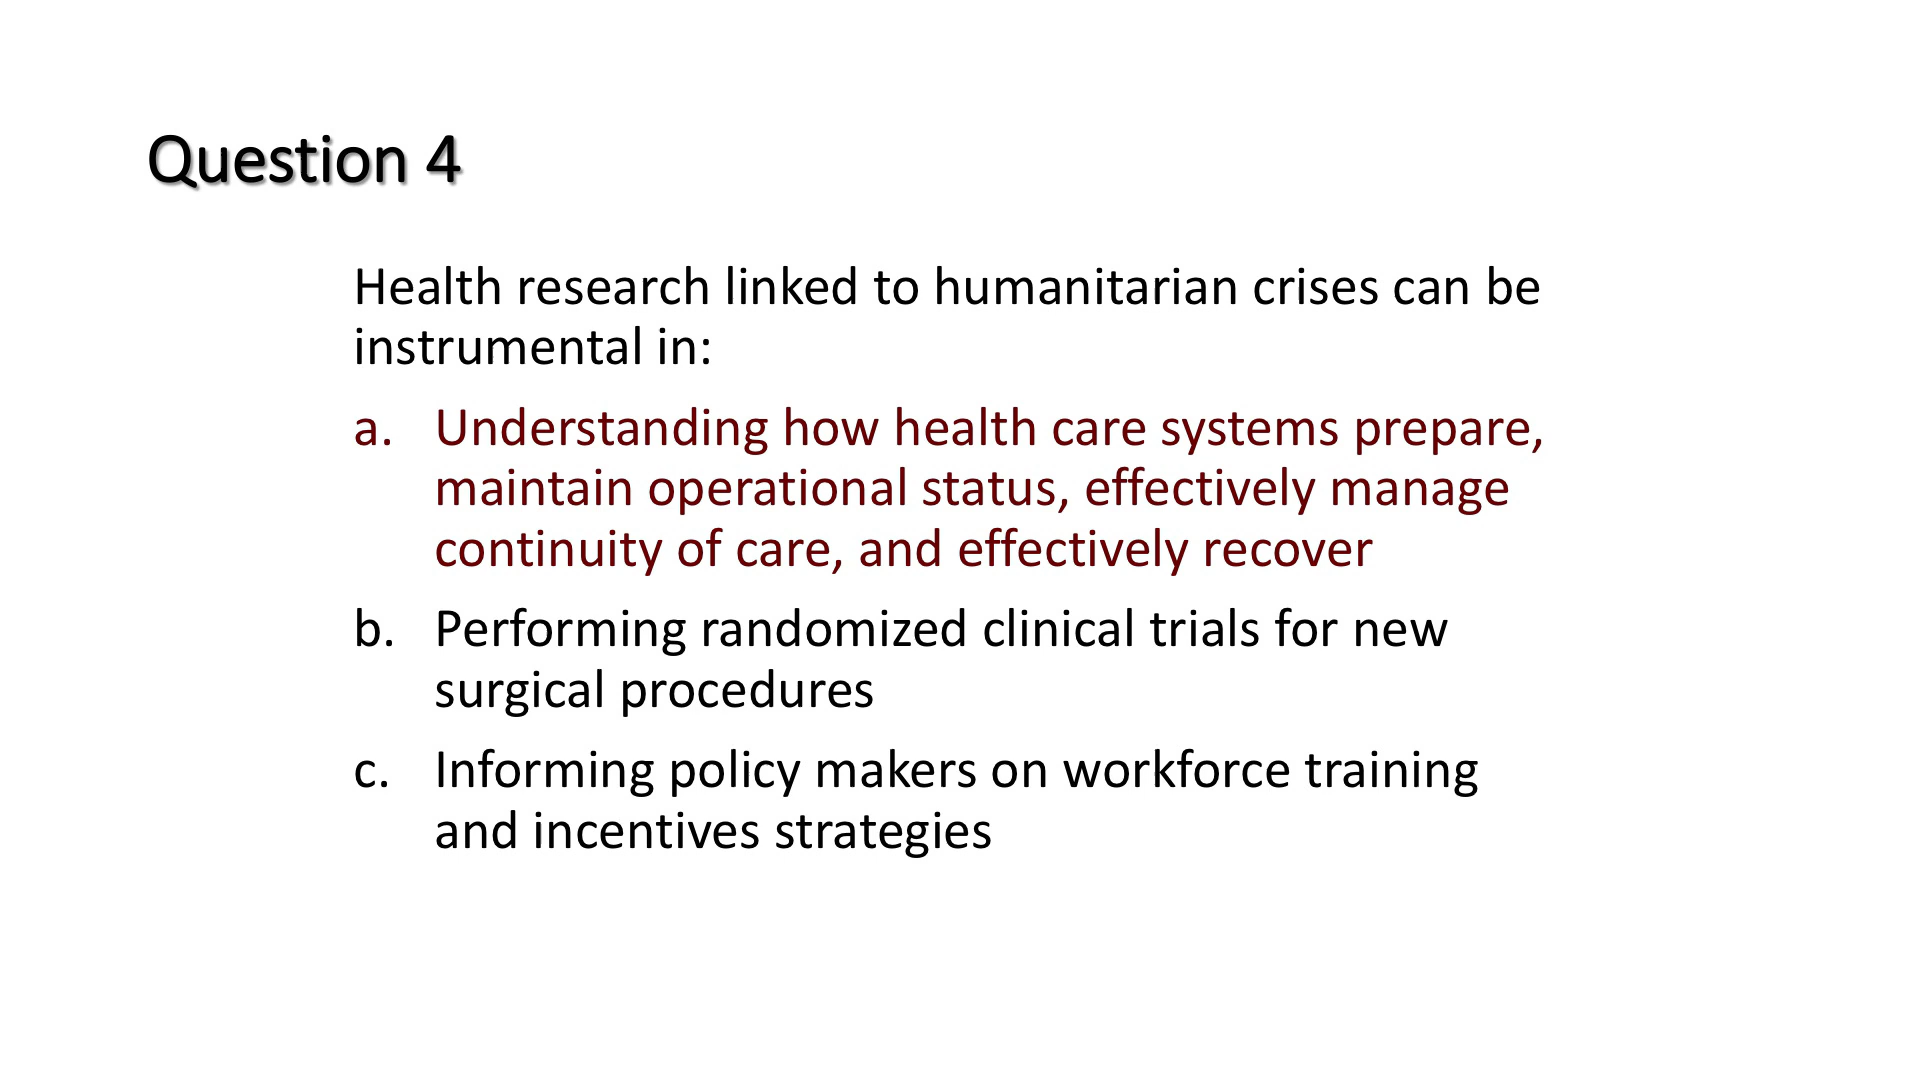 Question 4
Health research linked to humanitarian crises can be
instrumental in:
a. Understanding how health care systems prepare,
maintain operational status, effectively manage
continuity of care, and effectively recover
b. Performing randomized clinical trials for new
surgical procedures
c. Informing policy makers on workforce training
and incentives strategies